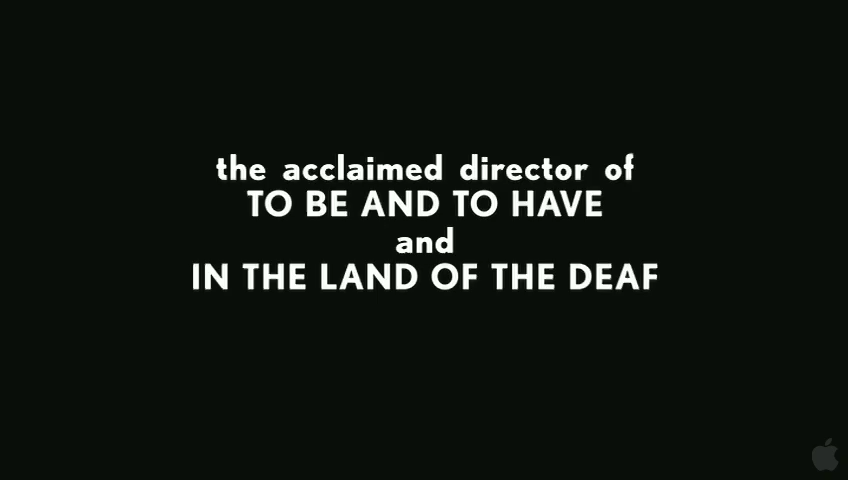 the acclaimed director of
TO BE AND TO HAVE
and
IN THE LAND OF THE DEAF